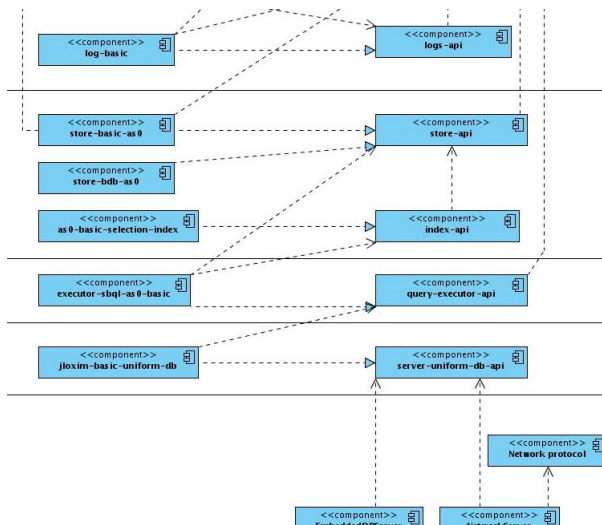 <<component>>
log-basic
<<component>>
logs-api
<<component>>
store-basic-as0
<<component>>
store-api
<<component>>
store-bdb-as0
<<component>>
as0-basic-selection-index
<<component>>
index-api
<<component>>
executor-sbql-as0-basic
<<component>>
query-executor-api
<<component>>
jloxim-basic-uniform-db
<<component>>
server-uniform-db-api
<<component>>
Network protocol
<<component>>
<<component>>
NetworkServer